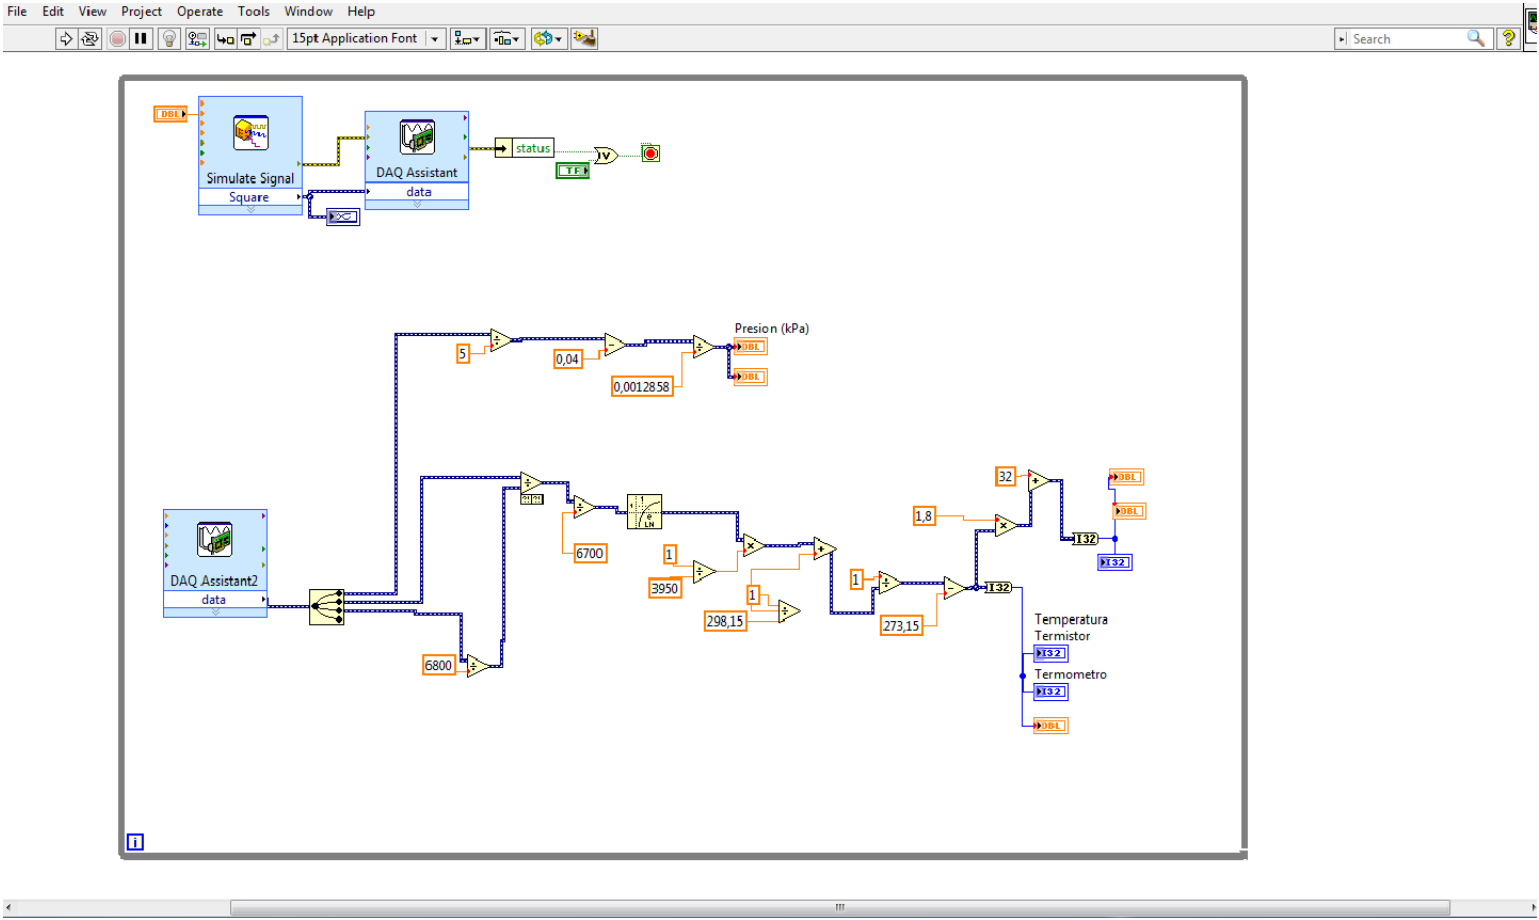 File Edit View Project Operate Tools Window Help
15pt Application Font
Search
DBL
Simulate Signal
Square
DAQ Assistant
data
status
TF
V
Presion (kPa)
DBL
5
0,04
0,0012858
DBL
32
DBL
1,8
DBL
LN
6700
1
3950
1
298,15
1
273,15
I32
I32
I32
DAQ Assistant2
data
6800
Temperatura
Termistor
I32
Termometro
I32
DBL
i